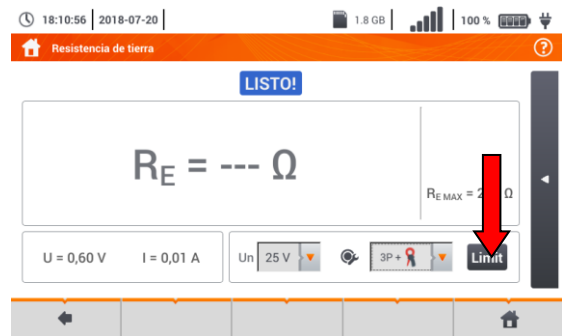 18:10:56 2018-07-20 1.8 GB 100 %
Resistencia de tierra
LISTO!
RE = --- Ω
RE MAX = 2 Ω
U = 0,60 V I = 0,01 A Un 25 V 3P + Limit